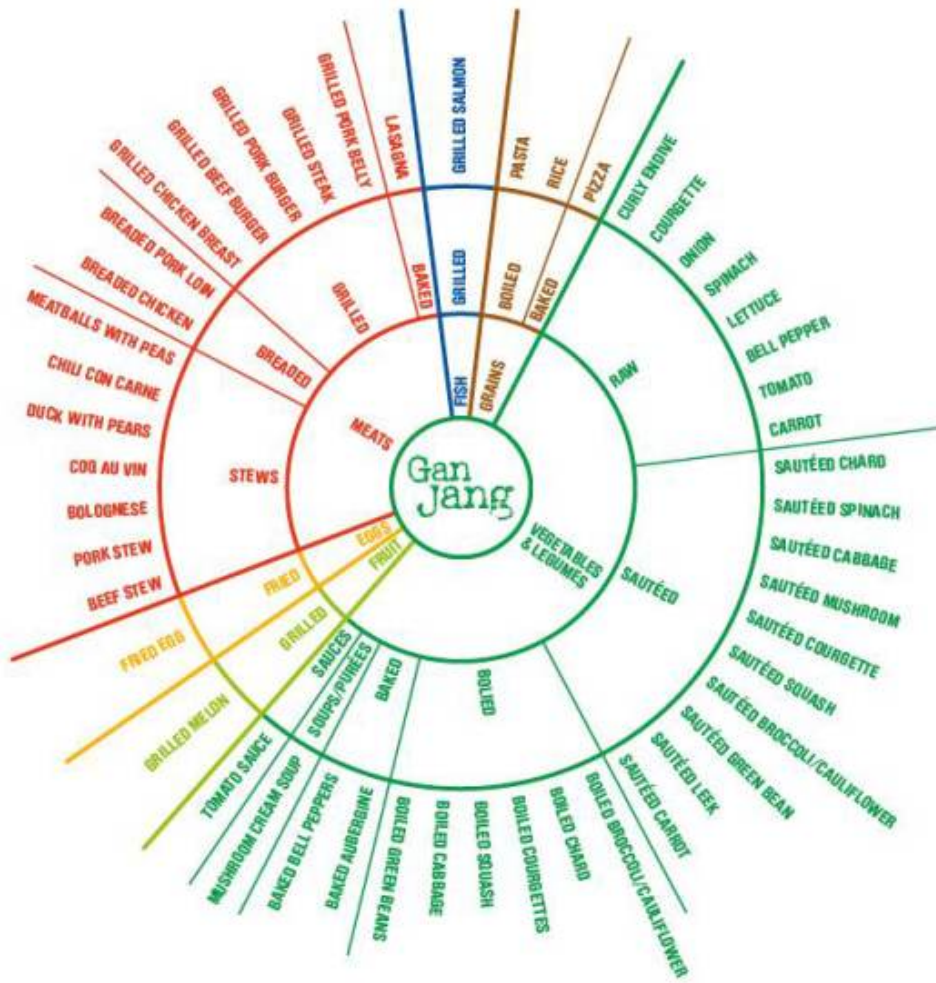 Gan
Jang
FISH
GRILLED
GRILLED SALMON
GRAINS
BOILED
PASTA
RICE
BAKED
PIZZA
VEGETABLES
& LEGUMES
RAW
CURLY ENDIVE
COURGETTE
ONION
SPINACH
LETTUCE
BELL PEPPER
TOMATO
CARROT
SAUTÉED
SAUTÉED CHARD
SAUTÉED SPINACH
SAUTÉED CABBAGE
SAUTÉED MUSHROOM
SAUTÉED COURGETTE
SAUTÉED SQUASH
SAUTÉED BROCCOLI/CAULIFLOWER
SAUTÉED GREEN BEAN
SAUTÉED LEEK
SAUTÉED CARROT
BOLIED
BOILED BROCCOLI/CAULIFLOWER
BOILED CHARD
BOILED COURGETTES
BOILED SQUASH
BOILED CABBAGE
BOILED GREEN BEANS
BAKED
BAKED AUBERGINE
BAKED BELL PEPPERS
SOUPS/PURÉES
MUSHROOM CREAM SOUP
SAUCES
TOMATO SAUCE
FRUIT
GRILLED
GRILLED MELON
EGGS
FRIED
FRIED EGG
MEATS
STEWS
BEEF STEW
PORK STEW
BOLOGNESE
COQ AU VIN
DUCK WITH PEARS
CHILI CON CARNE
MEATBALLS WITH PEAS
BREADED
BREADED CHICKEN
BREADED PORK LOIN
GRILLED
GRILLED CHICKEN BREAST
GRILLED BEEF BURGER
GRILLED PORK BURGER
GRILLED STEAK
GRILLED PORK BELLY
BAKED
LASAGNA